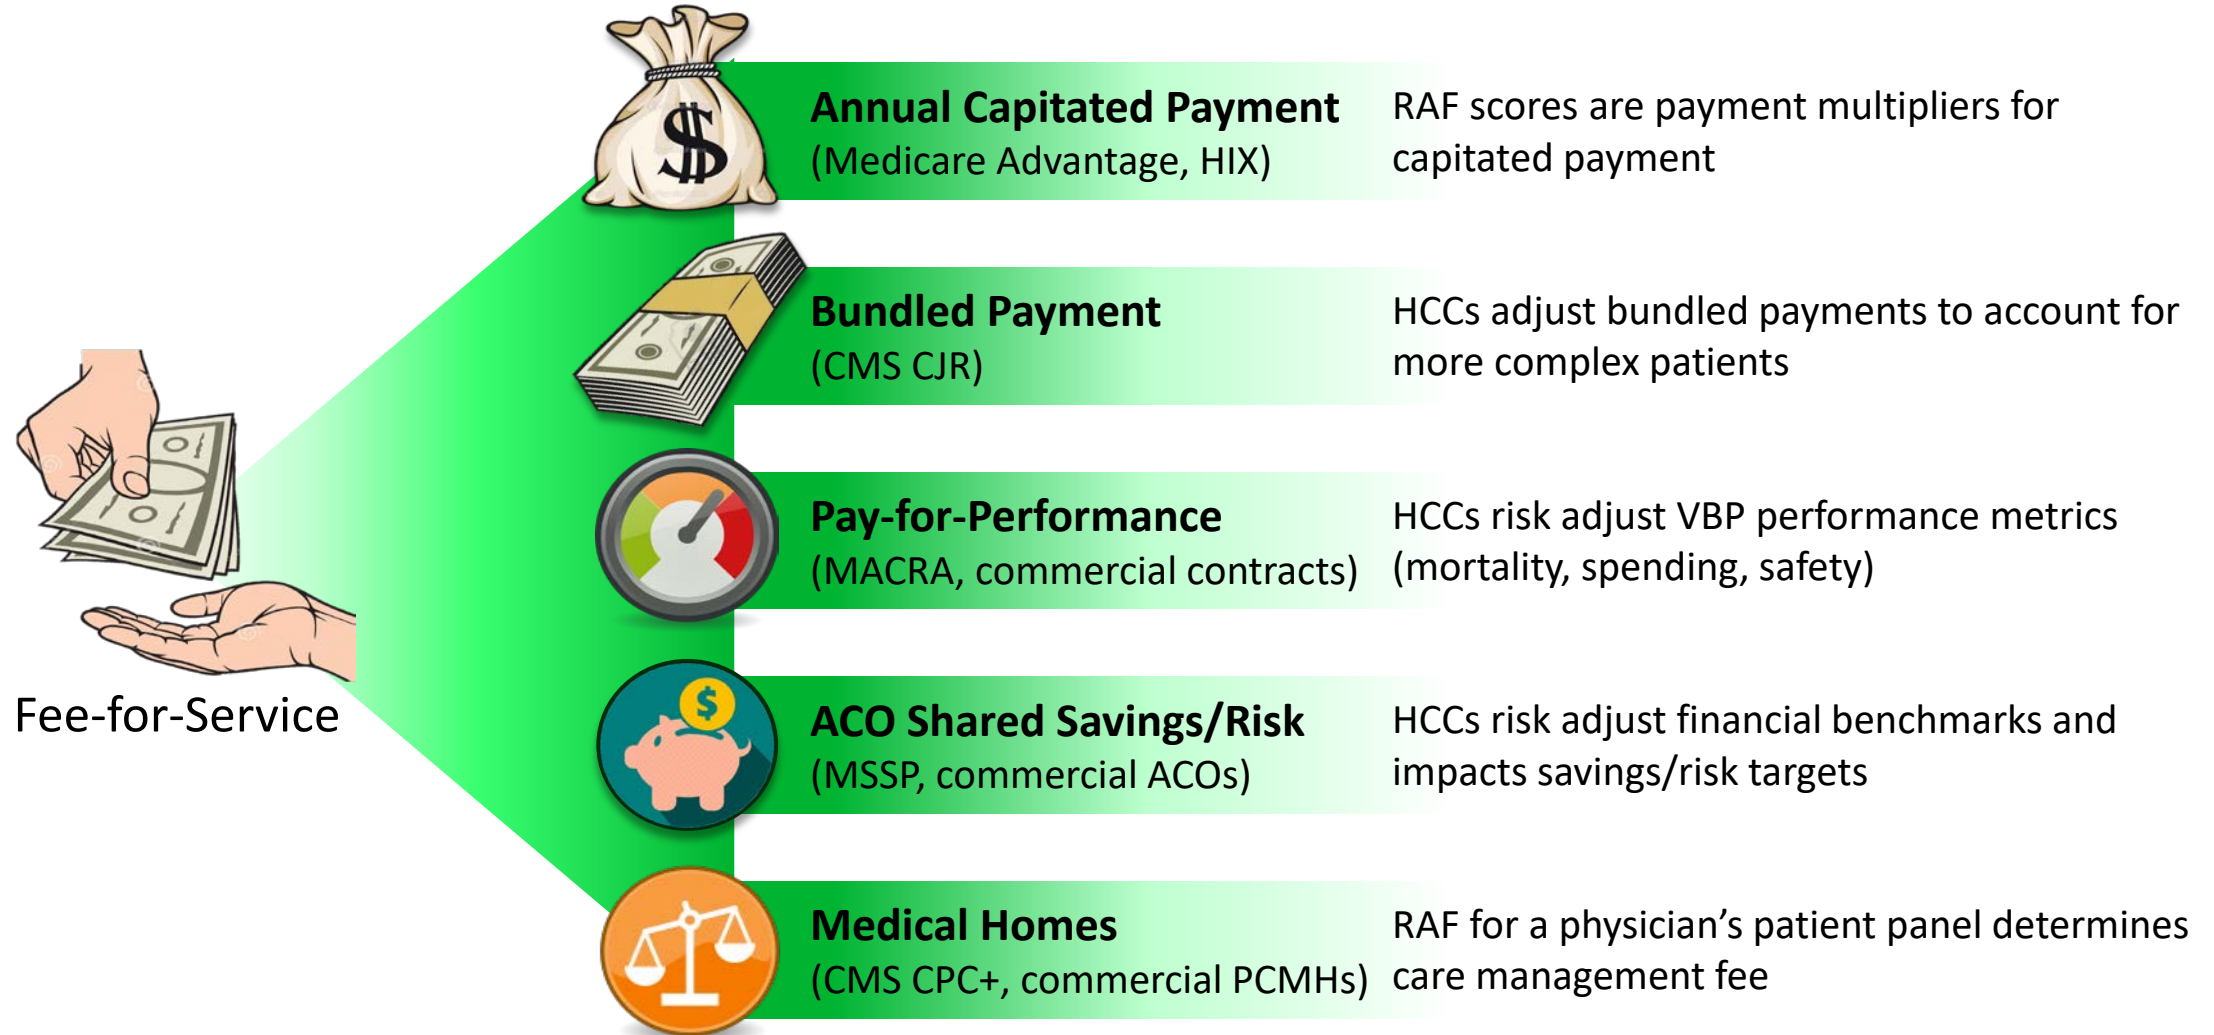 Fee-for-Service
$
Annual Capitated Payment
(Medicare Advantage, HIX)
RAF scores are payment multipliers for
capitated payment
Bundled Payment
(CMS CJR)
HCCs adjust bundled payments to account for
more complex patients
Pay-for-Performance
(MACRA, commercial contracts)
HCCs risk adjust VBP performance metrics
(mortality, spending, safety)
$
ACO Shared Savings/Risk
(MSSP, commercial ACOs)
HCCs risk adjust financial benchmarks and
impacts savings/risk targets
Medical Homes
(CMS CPC+, commercial PCMHs)
RAF for a physician’s patient panel determines
care management fee